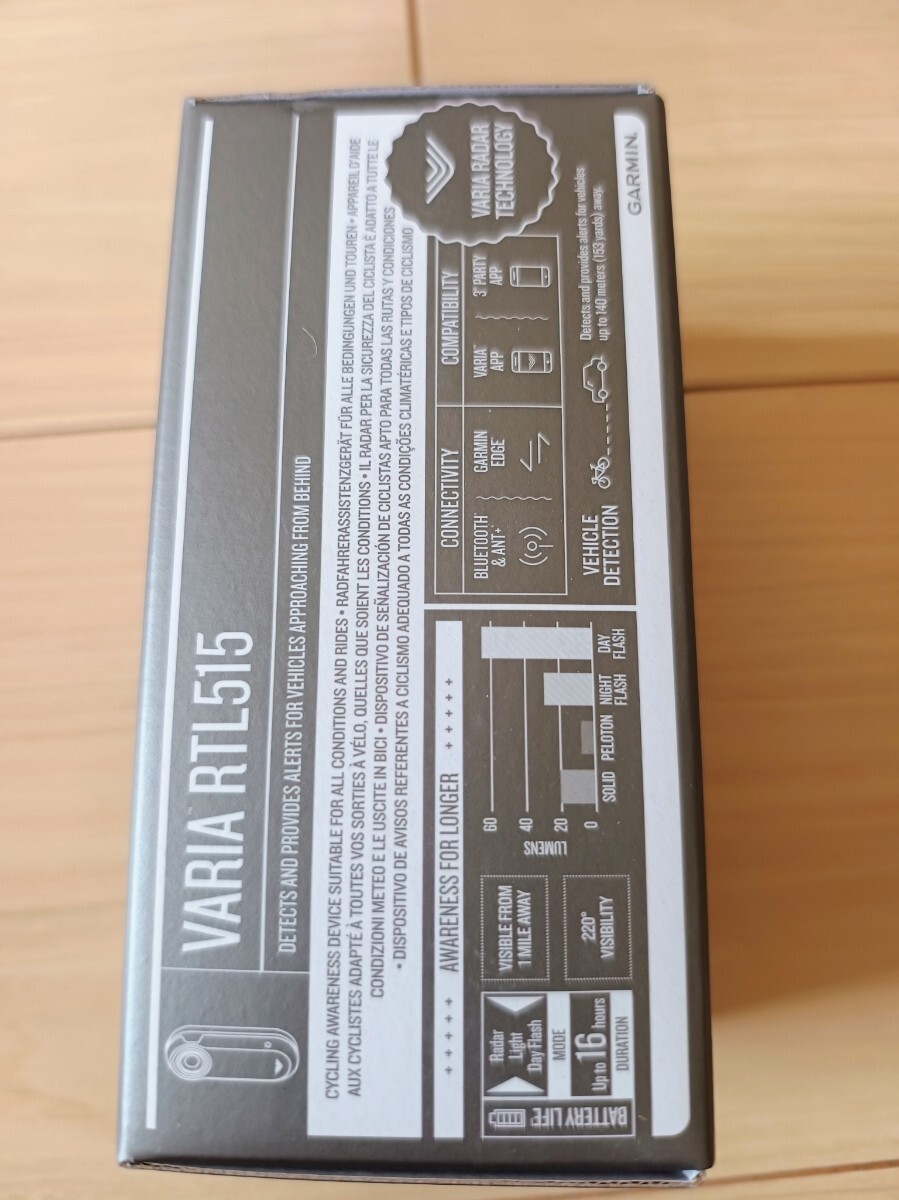 VARIA™ RTL515
DETECTS AND PROVIDES ALERTS FOR VEHICLES APPROACHING FROM BEHIND
CYCLING AWARENESS DEVICE SUITABLE FOR ALL CONDITIONS AND RIDES • RADFAHRERASSISTENZGERÄT FÜR ALLE BEDINGUNGEN UND TOUREN • APPAREIL D'AIDE
AUX CYCLISTES ADAPTÉ À TOUTES VOS SORTIES À VÉLO, QUELLES QUE SOIENT LES CONDITIONS • IL RADAR PER LA SICUREZZA DEL CICLISTA È ADATTO A TUTTE LE
CONDIZIONI METEO E LE USCITE IN BICI • DISPOSITIVO DE SEÑALIZACIÓN DE CICLISTAS APTO PARA TODAS LAS RUTAS Y CONDICIONES
• DISPOSITIVO DE AVISOS REFERENTES A CICLISMO ADEQUADO A TODAS AS CONDIÇÕES CLIMATÉRICAS E TIPOS DE CICLISMO
VARIA RADAR
TECHNOLOGY
+ + + + + AWARENESS FOR LONGER + + + + +
BATTERY LIFE
Radar
Light
Day Flash
MODE
Up to 16 hours
DURATION
VISIBLE FROM
1 MILE AWAY
220°
VISIBILITY
LUMENS
60
40
20
0
SOLID
PELOTON
NIGHT
FLASH
DAY
FLASH
CONNECTIVITY
BLUETOOTH
& ANT+
GARMIN
EDGE
COMPATIBILITY
VARIA™
APP
3rd PARTY
APP
VEHICLE
DETECTION
Detects and provides alerts for vehicles
up to 140 meters (153 yards) away.
GARMIN.